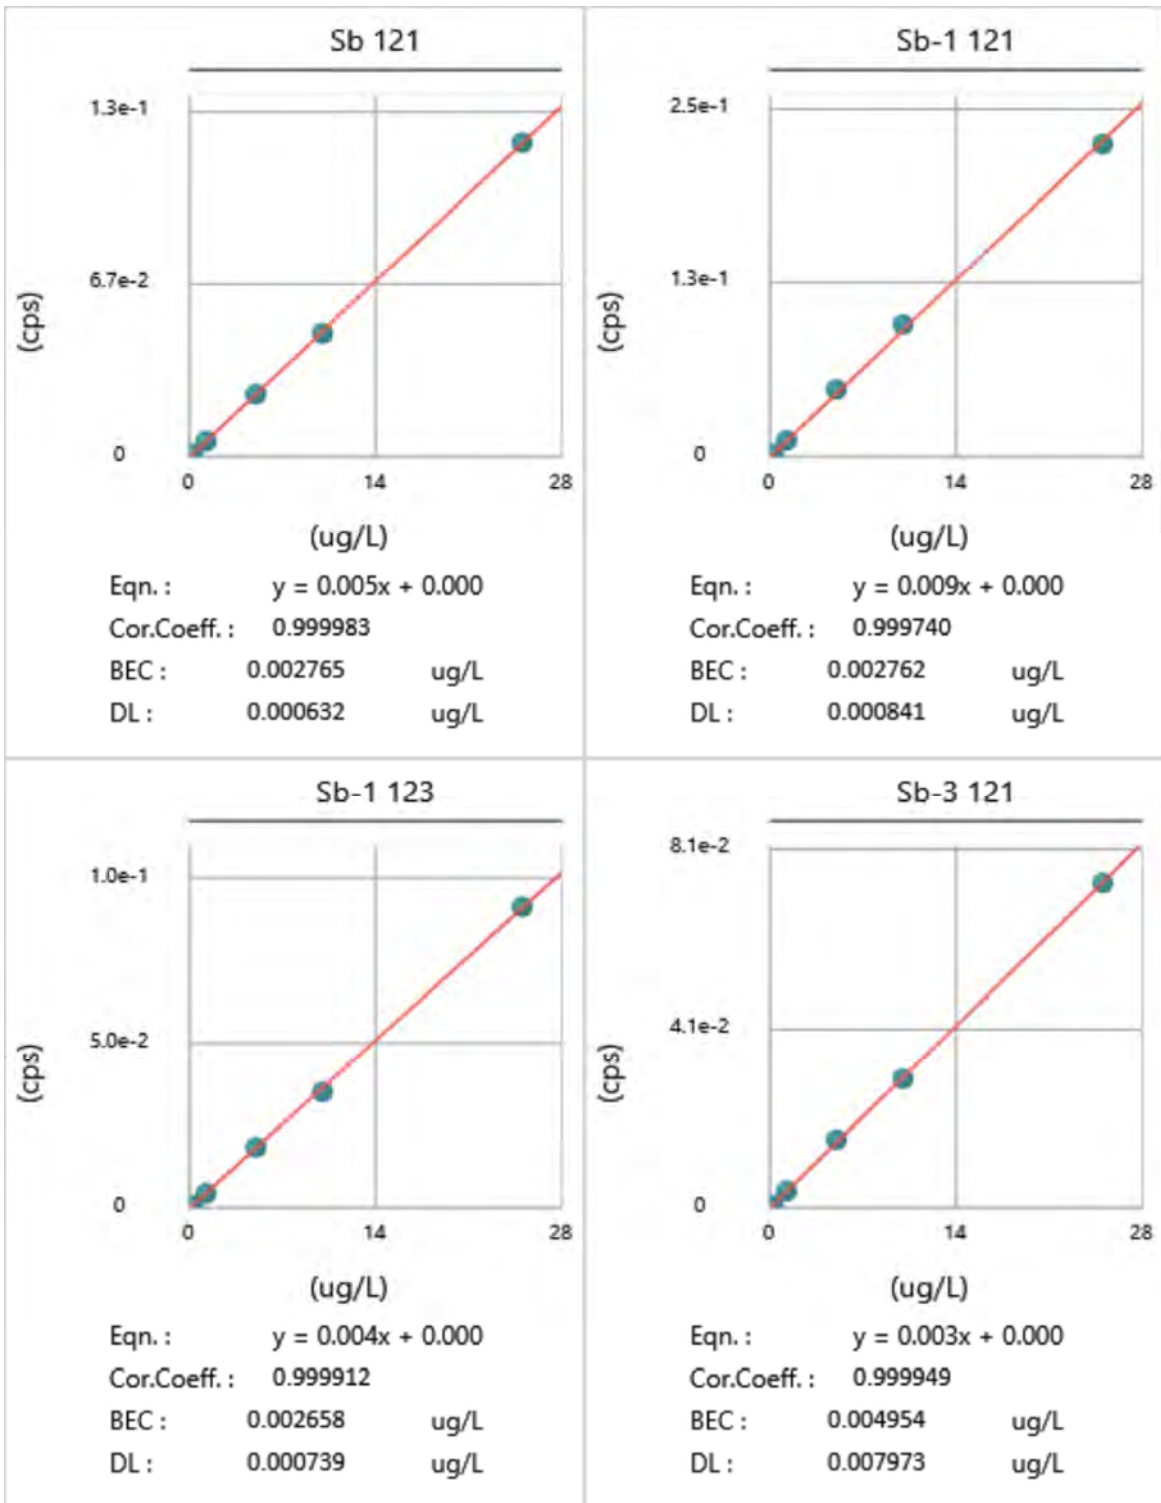 Sb 121
1.3e-1
6.7e-2
0
0 14 28
(cps)
(ug/L)
Eqn. : y = 0.005x + 0.000
Cor.Coeff. : 0.999983
BEC : 0.002765 ug/L
DL : 0.000632 ug/L
Sb-1 121
2.5e-1
1.3e-1
0
0 14 28
(cps)
(ug/L)
Eqn. : y = 0.009x + 0.000
Cor.Coeff. : 0.999740
BEC : 0.002762 ug/L
DL : 0.000841 ug/L
Sb-1 123
1.0e-1
5.0e-2
0
0 14 28
(cps)
(ug/L)
Eqn. : y = 0.004x + 0.000
Cor.Coeff. : 0.999912
BEC : 0.002658 ug/L
DL : 0.000739 ug/L
Sb-3 121
8.1e-2
4.1e-2
0
0 14 28
(cps)
(ug/L)
Eqn. : y = 0.003x + 0.000
Cor.Coeff. : 0.999949
BEC : 0.004954 ug/L
DL : 0.007973 ug/L